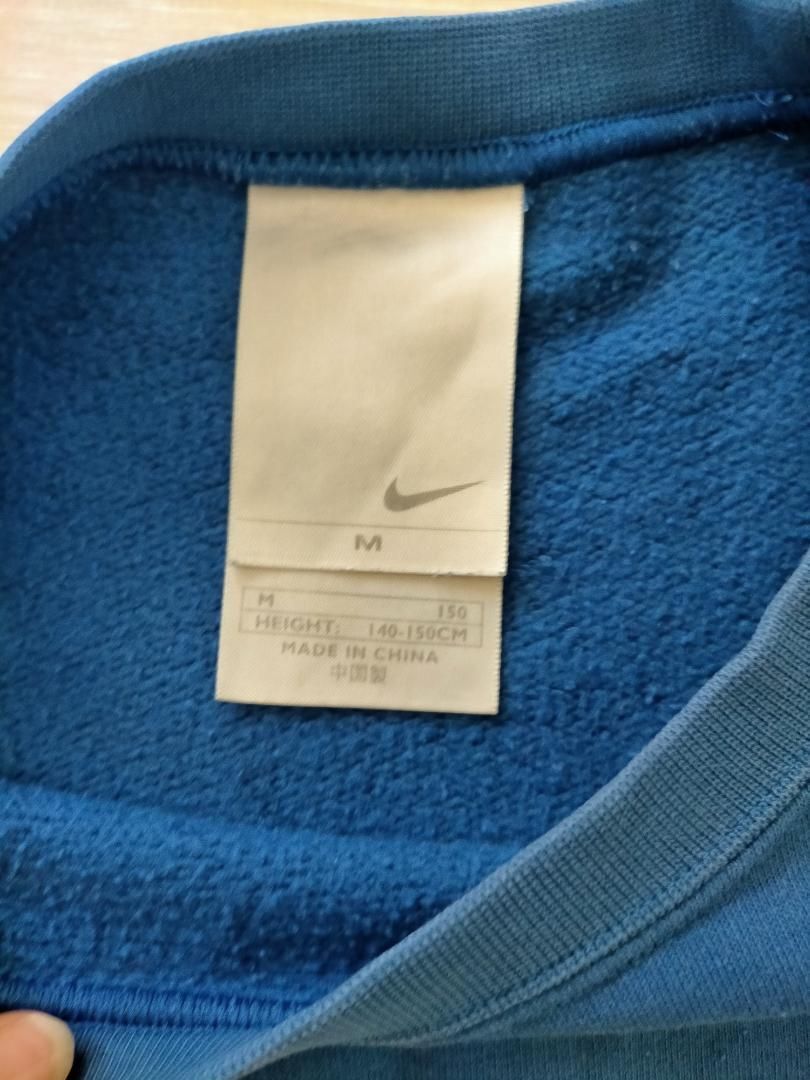 M
M 150
HEIGHT: 140-150CM
MADE IN CHINA
中国製